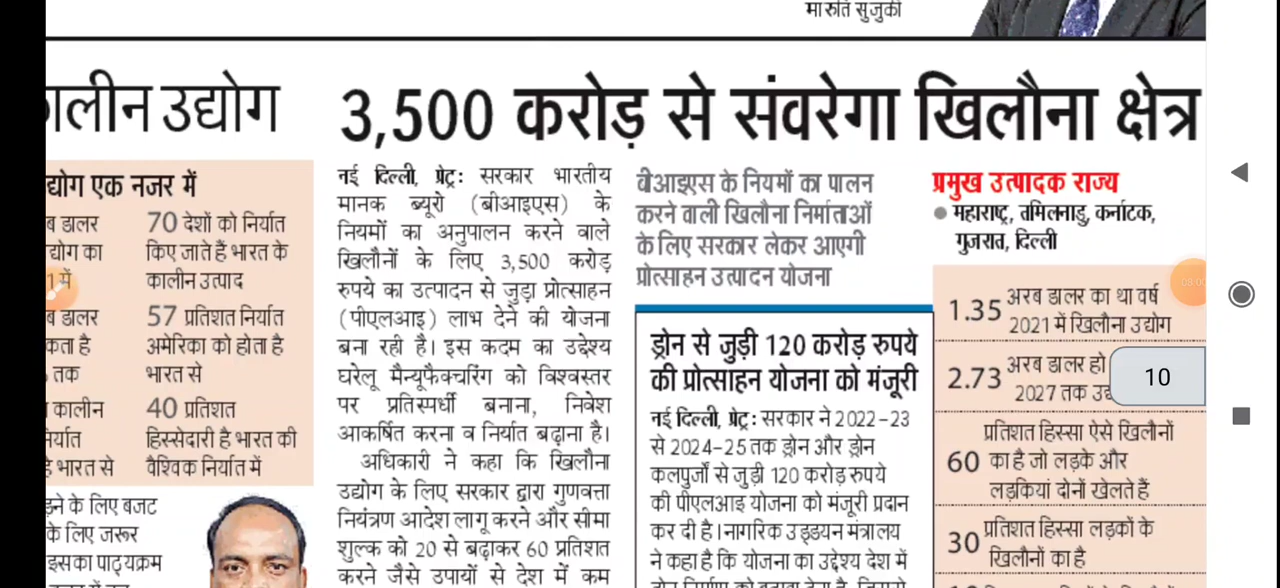 मारुति सुजुकी
उद्योग
एक नजर में
डालर
70 देशों को निर्यात
का
किए जाते हैं भारत के
में
कालीन उत्पाद
डालर
57 प्रतिशत निर्यात
है
अमेरिका को होता है
तक
भारत से
कालीन
40 प्रतिशत
हिस्सेदारी है भारत की
भारत से
वैश्विक निर्यात में
के लिए बजट
के लिए जरूर
इसका पाठ्यक्रम
3,500 करोड़ से संवरेगा खिलौना क्षेत्र
नई दिल्ली, प्रेट्र: सरकार भारतीय
मानक ब्यूरो (बीआइएस) के
नियमों का अनुपालन करने वाले
खिलौनों के लिए 3,500 करोड़
रुपये का उत्पादन से जुड़ा प्रोत्साहन
(पीएलआइ) लाभ देने की योजना
बना रही है। इस कदम का उद्देश्य
घरेलू मैन्यूफैक्चरिंग को विश्वस्तर
पर प्रतिस्पर्धी बनाना, निवेश
आकर्षित करना व निर्यात बढ़ाना है।
अधिकारी ने कहा कि खिलौना
उद्योग के लिए सरकार द्वारा गुणवत्ता
नियंत्रण आदेश लागू करने और सीमा
शुल्क को 20 से बढ़ाकर 60 प्रतिशत
करने जैसे उपायों से देश में कम
बीआइएस के नियमों का पालन
करने वाली खिलौना निर्माताओं
के लिए सरकार लेकर आएगी
प्रोत्साहन उत्पादन योजना
ड्रोन से जुड़ी 120 करोड़ रुपये
की प्रोत्साहन योजना को मंजूरी
नई दिल्ली, प्रेट्र: सरकार ने 2022-23
से 2024-25 तक ड्रोन और ड्रोन
कलपुर्जों से जुड़ी 120 करोड़ रुपये
की पीएलआइ योजना को मंजूरी प्रदान
कर दी है। नागरिक उड्डयन मंत्रालय
ने कहा है कि योजना का उद्देश्य देश में
प्रमुख उत्पादक राज्य
● महाराष्ट्र, तमिलनाडु, कर्नाटक,
गुजरात, दिल्ली
1.35 अरब डालर का था वर्ष
2021 में खिलौना उद्योग
2.73 अरब डालर हो
2027 तक
10
60 प्रतिशत हिस्सा ऐसे खिलौनों
का है जो लड़के और
लड़कियां दोनों खेलते हैं
30 प्रतिशत हिस्सा लड़कों के
खिलौनों का है